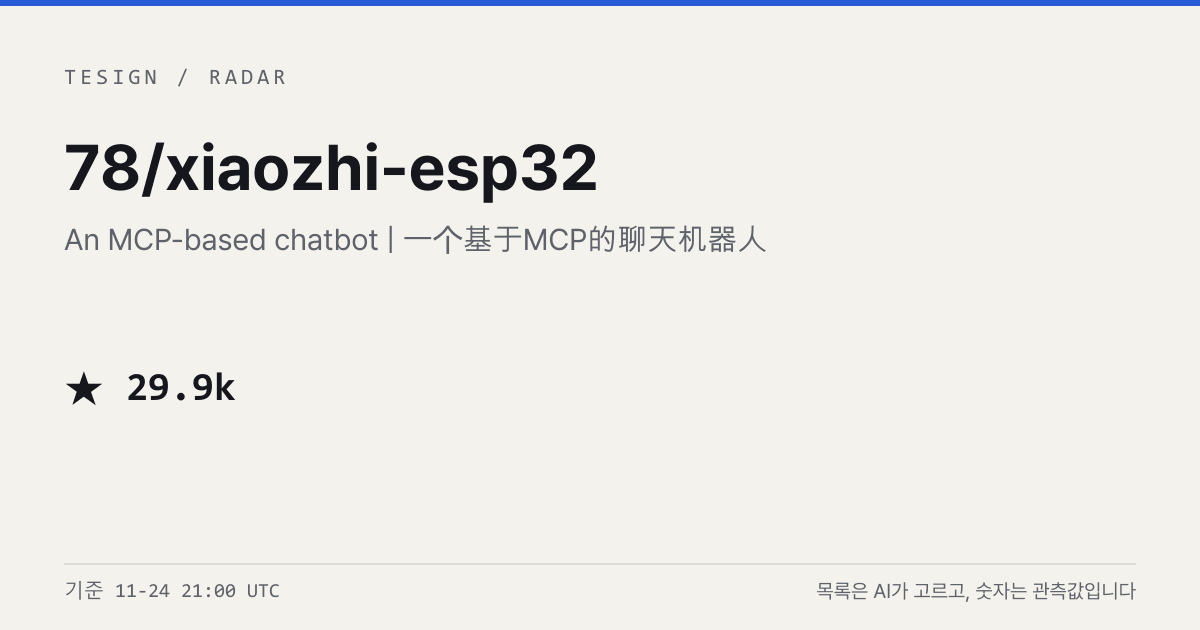 TESIGN / RADAR
78/xiaozhi-esp32
An MCP-based chatbot | 一个基于MCP的聊天机器人
★ 29.9k
기준 11-24 21:00 UTC
목록은 AI가 고르고, 숫자는 관측값입니다